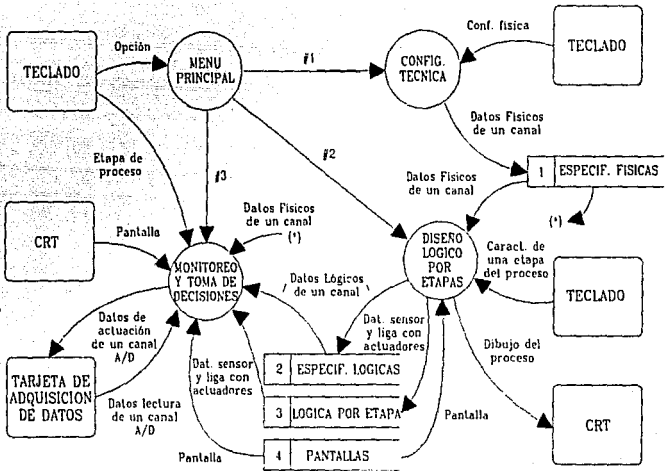 Conf. física
TECLADO
Opción
TECLADO
MENU
PRINCIPAL
#1
CONFIG.
TECNICA
Datos Físicos
de un canal
Etapa de
proceso
#3
#2
Datos Físicos
de un canal
1 ESPECIF. FISICAS
(*)
CRT
Pantalla
Datos Físicos
de un canal
(*)
MONITOREO
Y TOMA DE
DECISIONES
DISEÑO
LOGICO
POR
ETAPAS
Caract. de
una etapa
del proceso
TECLADO
Datos Lógicos
de un canal
Datos de
actuación
de un canal
A/D
Dat. sensor
y liga con
actuadores
Dat. sensor
y liga con
actuadores
Dibujo del
proceso
TARJETA DE
ADQUISICION
DE DATOS
Datos lectura
de un canal
A/D
2 ESPECIF. LOGICAS
3 LOGICA POR ETAPA
4 PANTALLAS
Pantalla
Pantalla
CRT